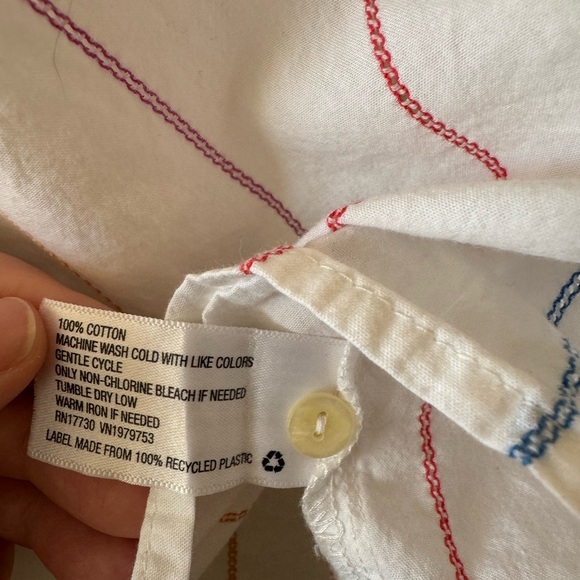 100% COTTON
MACHINE WASH COLD WITH LIKE COLORS
GENTLE CYCLE
ONLY NON-CHLORINE BLEACH IF NEEDED
TUMBLE DRY LOW
WARM IRON IF NEEDED
RN17730 VN1979753
LABEL MADE FROM 100% RECYCLED PLASTIC